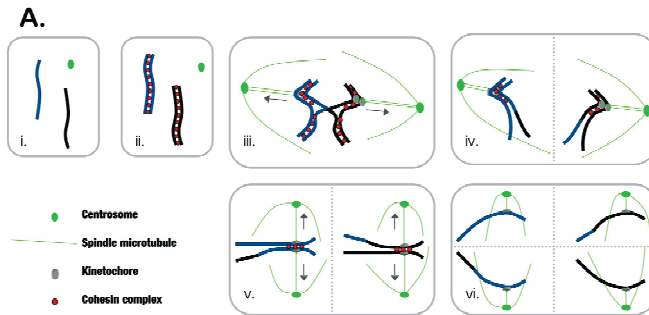 A.
i.
ii.
iii.
iv.
Centrosome
Spindle microtubule
Kinetochore
Cohesin complex
v.
vi.